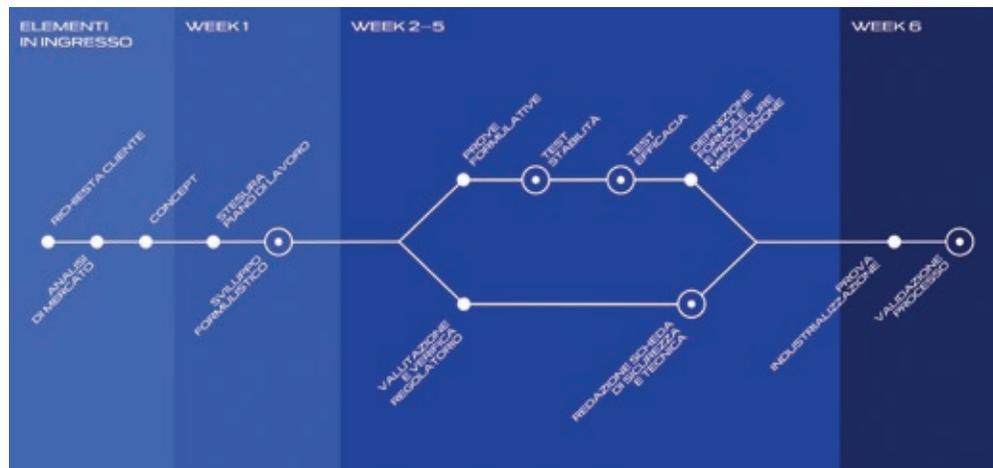 ELEMENTI
IN INGRESSO
WEEK 1
WEEK 2–5
WEEK 6
RICHIESTA CLIENTE
ANALISI
DI MERCATO
CONCEPT
STESURA
PIANO DI LAVORO
SVILUPPO
FORMULISTICO
PROVE
FORMULATIVE
TEST
STABILITÀ
TEST
EFFICACIA
DEFINIZIONE
FORMULE
E PROCEDURE
MISCELAZIONE
VALUTAZIONE
E VERIFICA
REGOLATORIO
REDAZIONE SCHEDA
DI SICUREZZA
E TECNICA
PROVA
INDUSTRIALIZZAZIONE
VALIDAZIONE
PROCESSO